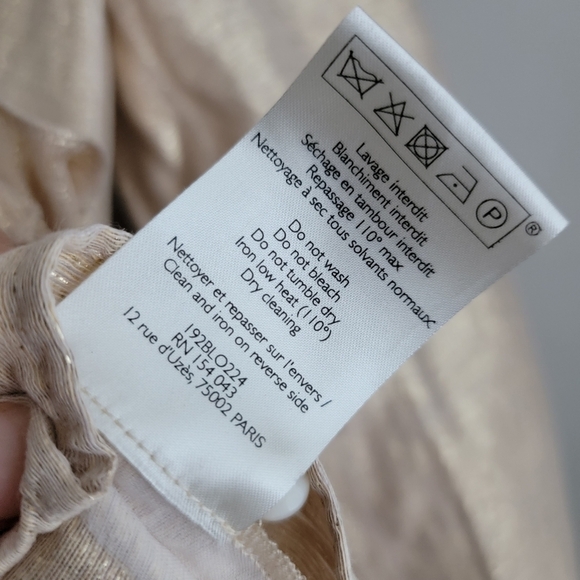 P ®
Lavage interdit
Blanchiment interdit
Séchage en tambour interdit
Repassage 110° max
Nettoyage à sec tous solvants normaux
Do not wash
Do not bleach
Do not tumble dry
Iron low heat (110°)
Dry cleaning
Nettoyer et repasser sur l'envers /
Clean and iron on reverse side
192BLO224
RN 154 043
12 rue d'Uzès, 75002 PARIS